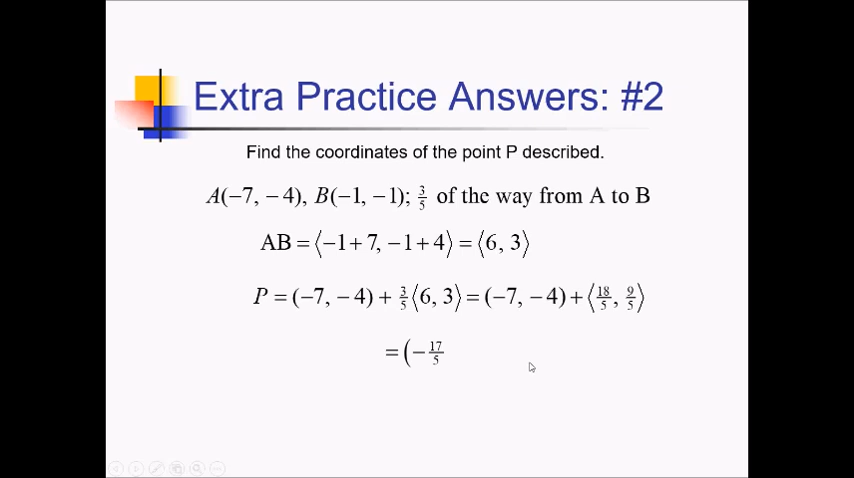 Extra Practice Answers: #2
Find the coordinates of the point P described.
A(−7, −4), B(−1, −1); 3/5 of the way from A to B
AB = ⟨−1 + 7, −1 + 4⟩ = ⟨6, 3⟩
P = (−7, −4) + 3/5⟨6, 3⟩ = (−7, −4) + ⟨18/5, 9/5⟩
= (−17/5